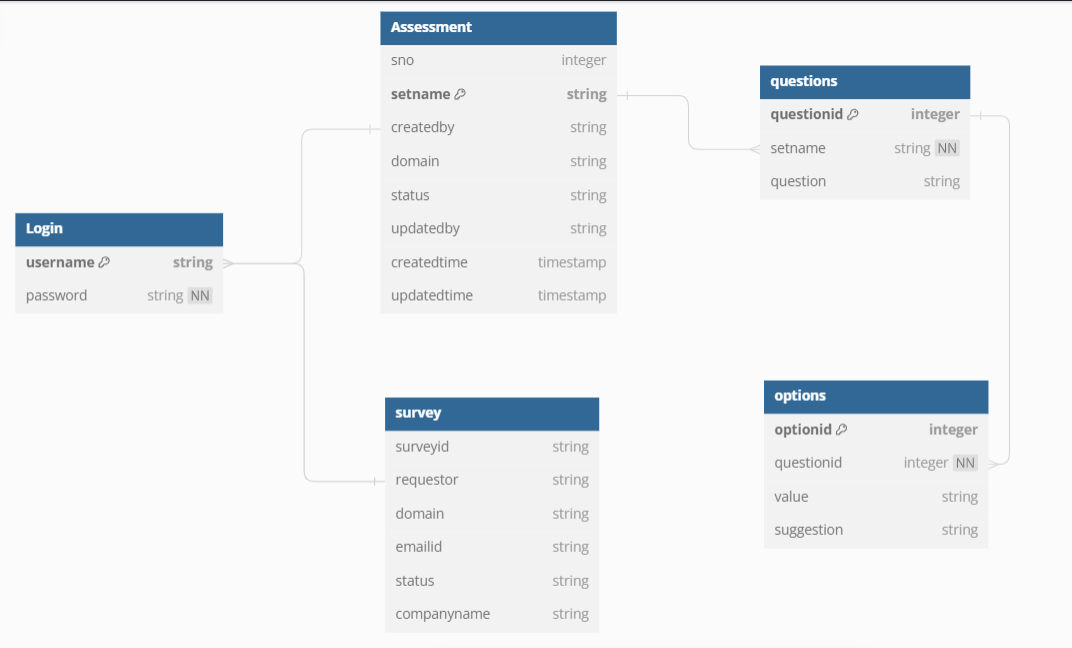 Assessment
sno integer
setname string
createdby string
domain string
status string
updatedby string
createdtime timestamp
updatedtime timestamp
questions
questionid integer
setname string NN
question string
Login
username string
password string NN
survey
surveyid string
requestor string
domain string
emailid string
status string
companyname string
options
optionid integer
questionid integer NN
value string
suggestion string